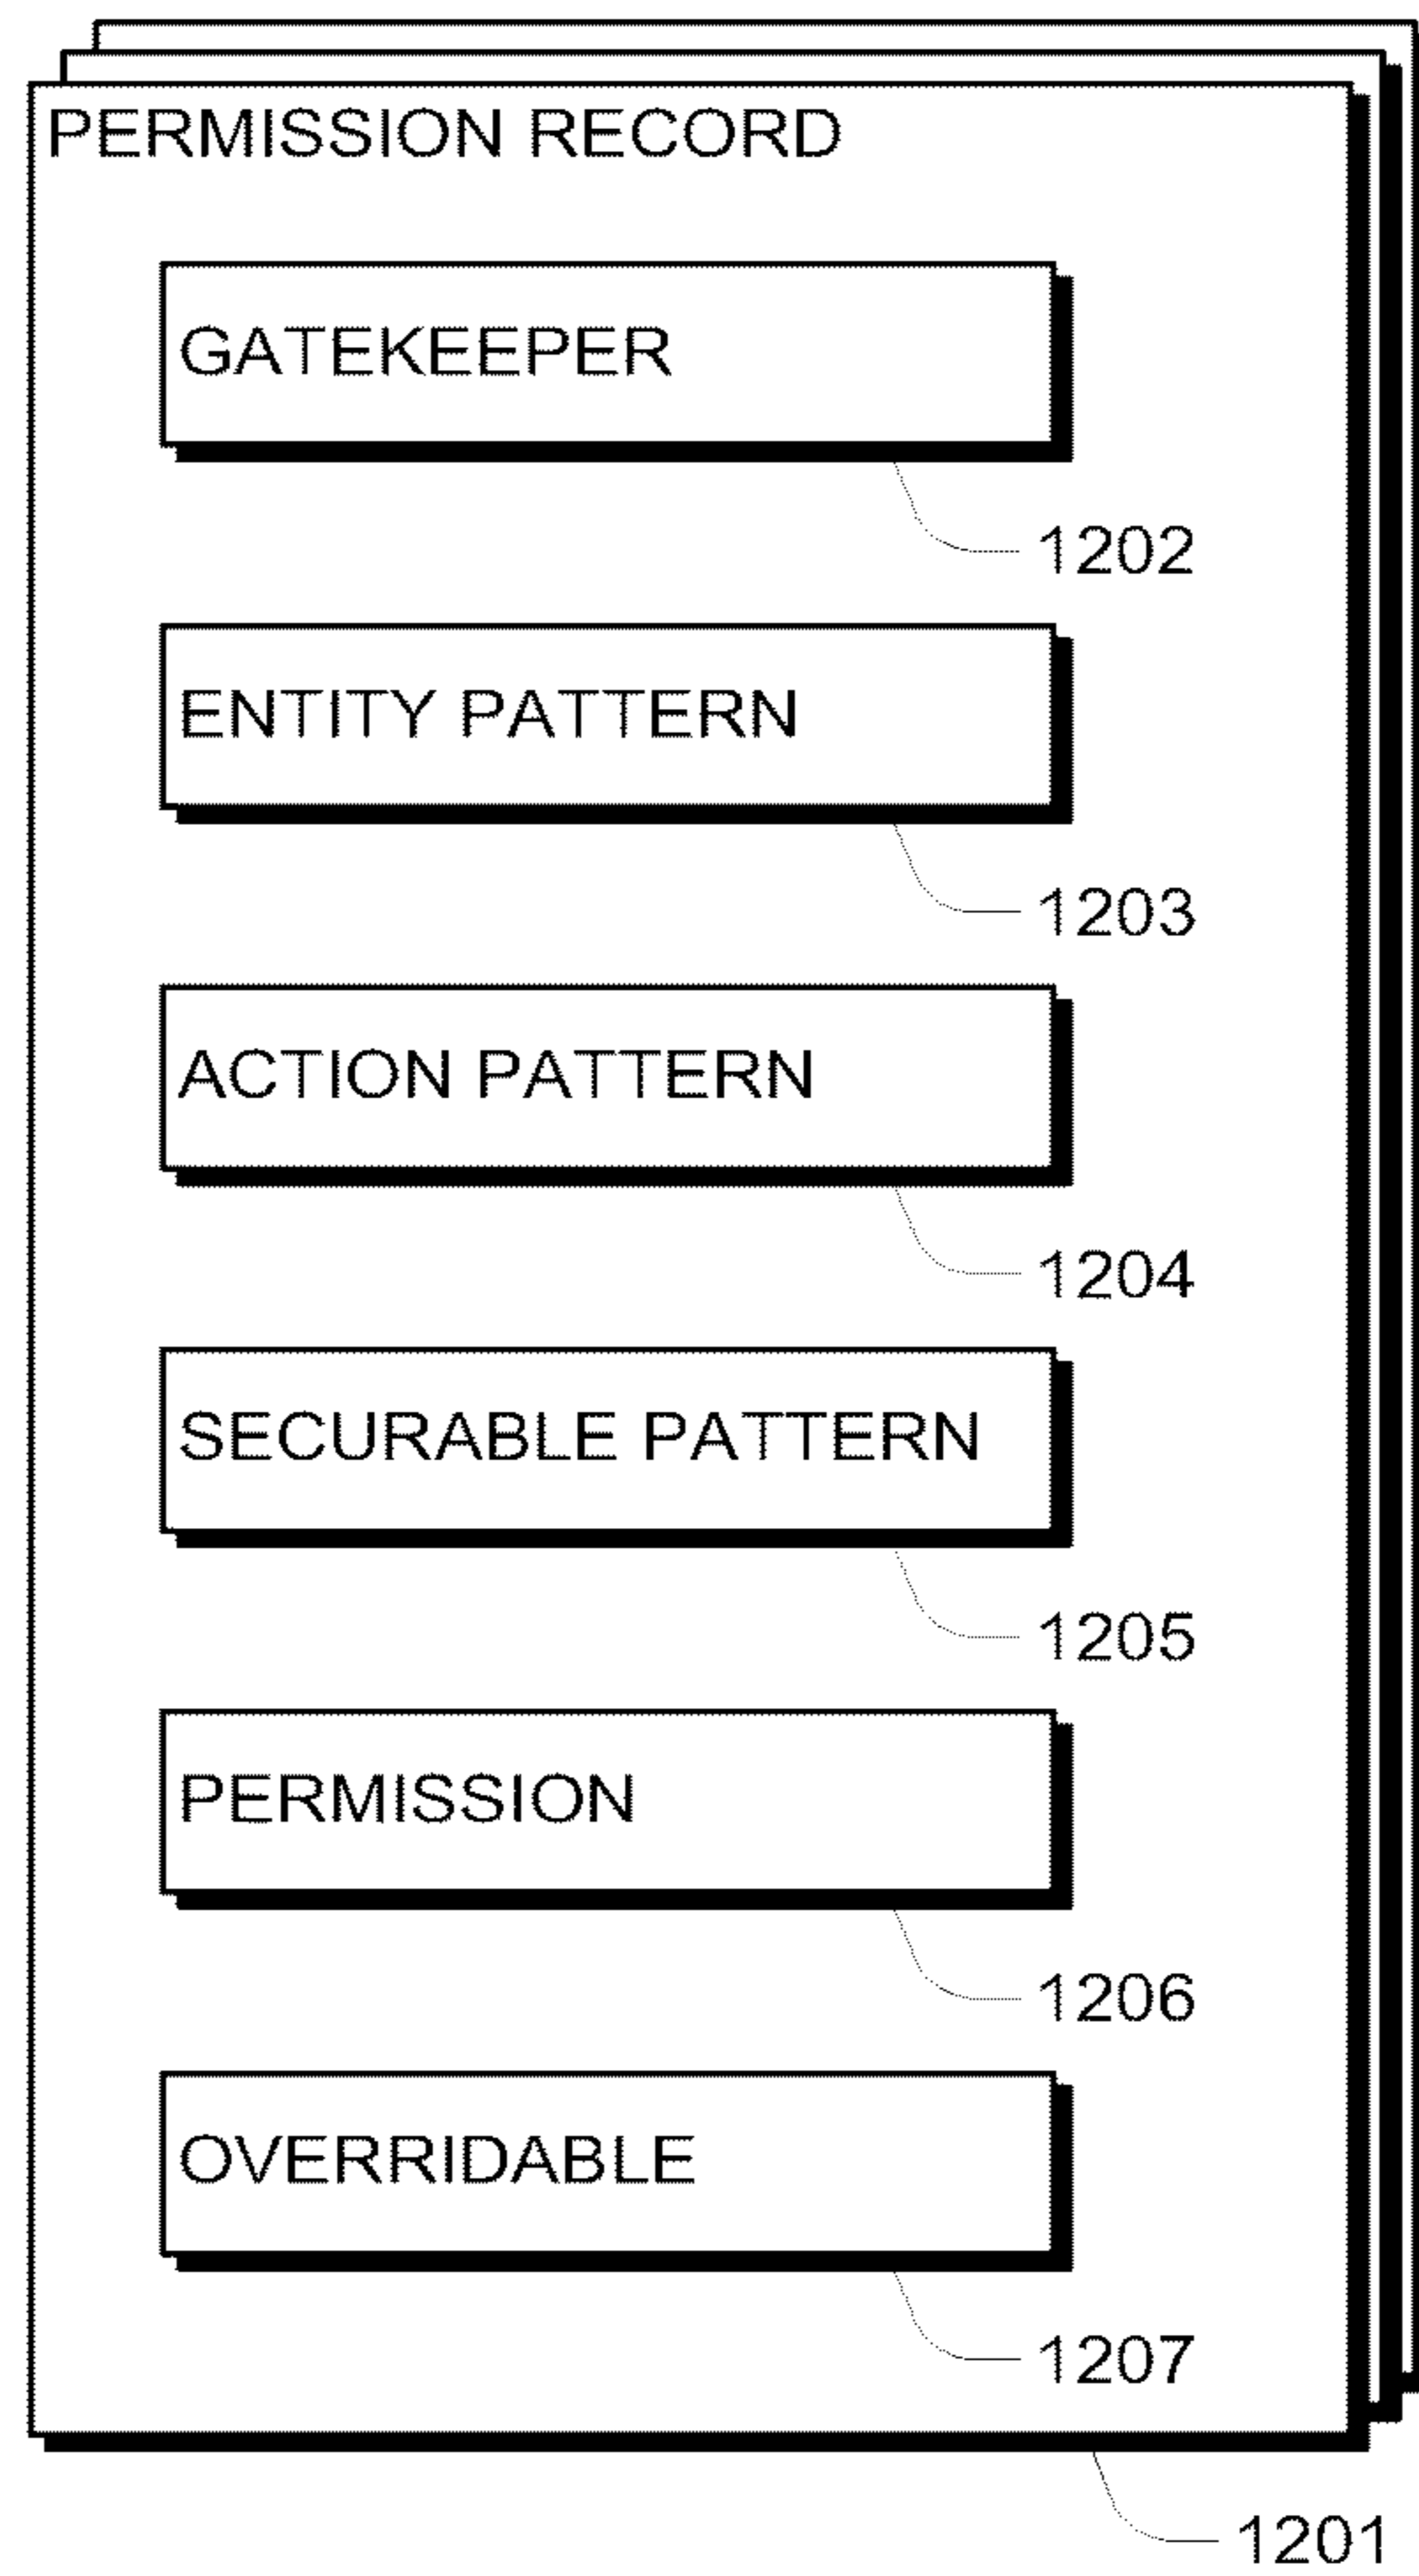 PERMISSION RECORD
GATEKEEPER
1202
ENTITY PATTERN
1203
ACTION PATTERN
1204
SECURABLE PATTERN
1205
PERMISSION
1206
OVERRIDABLE
1207
1201